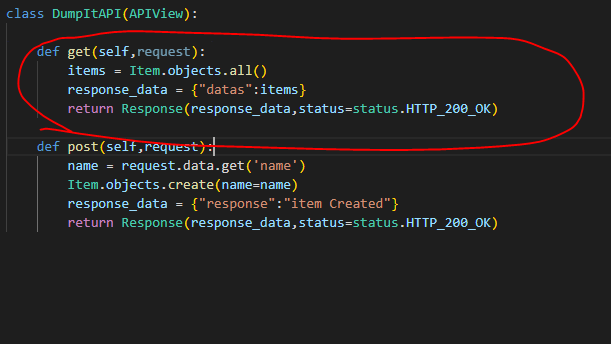 class DumpItAPI(APIView):
def get(self,request):
items = Item.objects.all()
response_data = {"datas":items}
return Response(response_data,status=status.HTTP_200_OK)
def post(self,request):
name = request.data.get('name')
Item.objects.create(name=name)
response_data = {"response":"item Created"}
return Response(response_data,status=status.HTTP_200_OK)